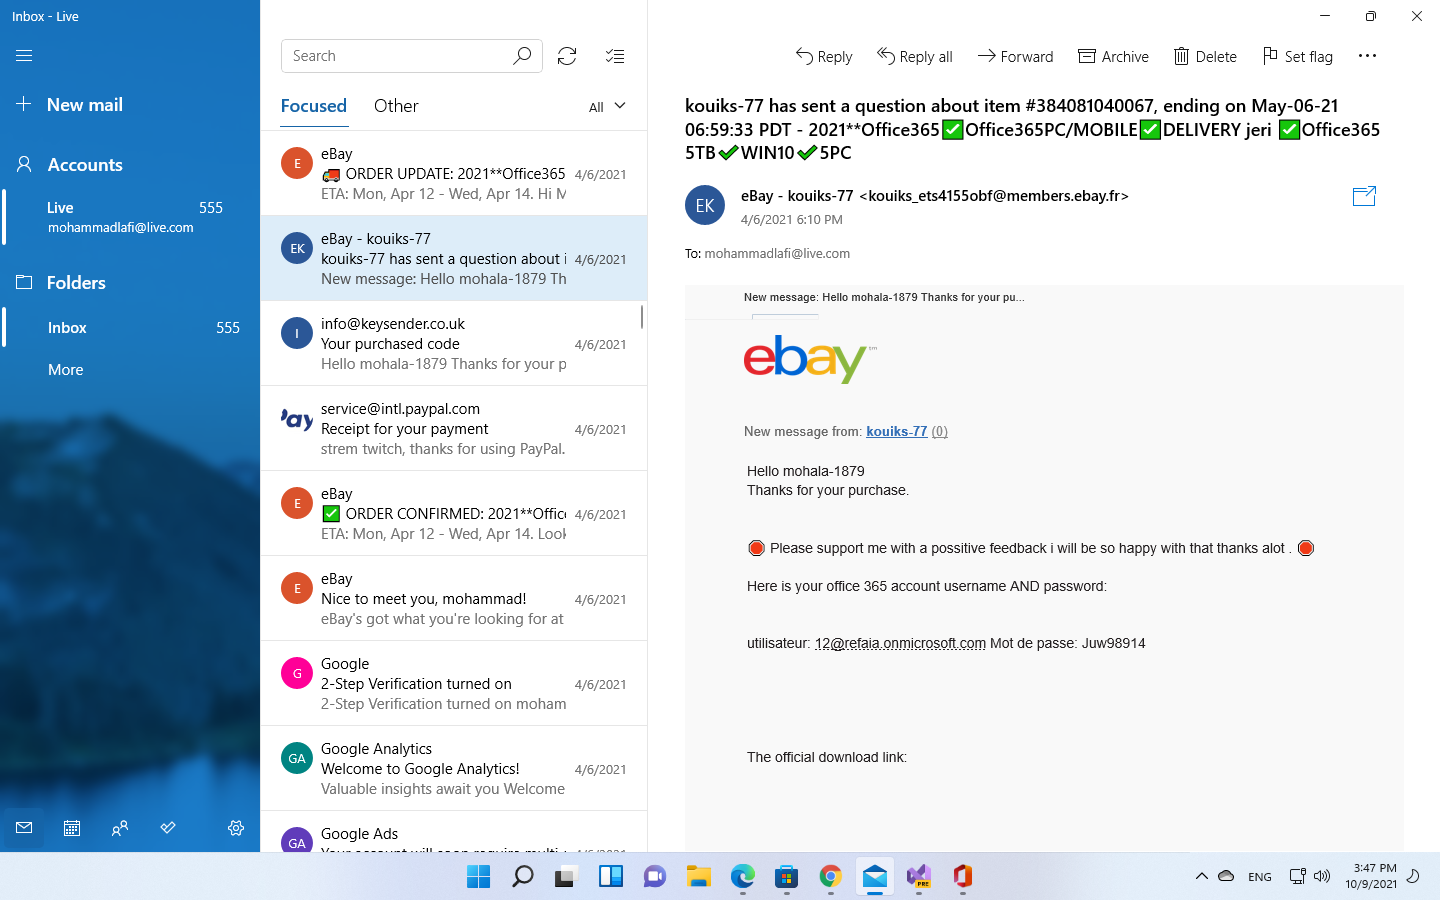 Inbox - Live
New mail
Accounts
Live 555
mohammadlafi@live.com
Folders
Inbox 555
More
Search
Focused Other All
E
eBay
🚚 ORDER UPDATE: 2021**Office365 4/6/2021
ETA: Mon, Apr 12 - Wed, Apr 14. Hi M
EK
eBay - kouiks-77
kouiks-77 has sent a question about i 4/6/2021
New message: Hello mohala-1879 Th
I
info@keysender.co.uk
Your purchased code 4/6/2021
Hello mohala-1879 Thanks for your p
ay
service@intl.paypal.com
Receipt for your payment 4/6/2021
strem twitch, thanks for using PayPal.
E
eBay
✅ ORDER CONFIRMED: 2021**Offic 4/6/2021
ETA: Mon, Apr 12 - Wed, Apr 14. Look
E
eBay
Nice to meet you, mohammad! 4/6/2021
eBay's got what you're looking for at
G
Google
2-Step Verification turned on 4/6/2021
2-Step Verification turned on moham
GA
Google Analytics
Welcome to Google Analytics! 4/6/2021
Valuable insights await you Welcome
GA
Google Ads
Reply Reply all Forward Archive Delete Set flag
kouiks-77 has sent a question about item #384081040067, ending on May-06-21
06:59:33 PDT - 2021**Office365✅Office365PC/MOBILE✅DELIVERY jeri ✅Office365
5TB✔WIN10✔5PC
EK
eBay - kouiks-77 <kouiks_ets4155obf@members.ebay.fr>
4/6/2021 6:10 PM
To: mohammadlafi@live.com
New message: Hello mohala-1879 Thanks for your pu...
ebay™
New message from: kouiks-77 (0)
Hello mohala-1879
Thanks for your purchase.
🛑 Please support me with a possitive feedback i will be so happy with that thanks alot . 🛑
Here is your office 365 account username AND password:
utilisateur: 12@refaia.onmicrosoft.com Mot de passe: Juw98914
The official download link:
PRE
ENG
3:47 PM
10/9/2021